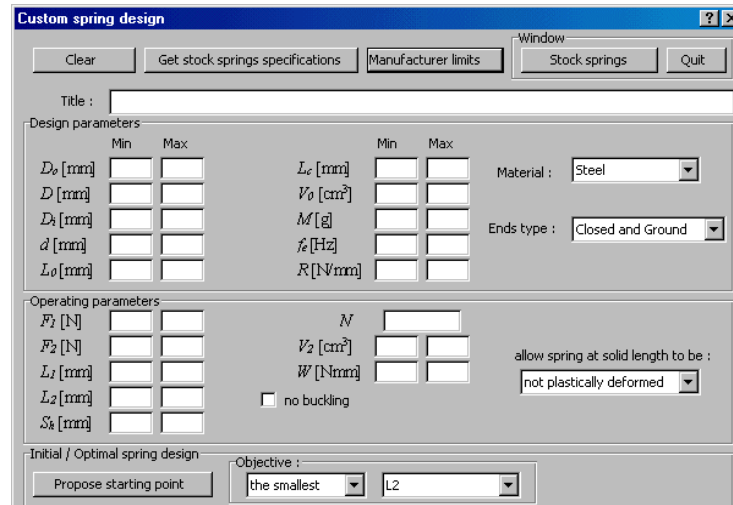 Custom spring design
Window
Clear Get stock springs specifications Manufacturer limits Stock springs Quit
Title :
Design parameters
Min Max Min Max
Dₒ [mm] L꜀ [mm] Material : Steel
D [mm] V₀ [cm³]
Dᵢ [mm] M [g] Ends type : Closed and Ground
d [mm] fₑ [Hz]
L₀ [mm] R [N/mm]
Operating parameters
F₁ [N] N
F₂ [N] V₂ [cm³] allow spring at solid length to be :
L₁ [mm] W [Nmm] not plastically deformed
L₂ [mm] no buckling
Sₕ [mm]
Initial / Optimal spring design
Objective :
Propose starting point the smallest L2